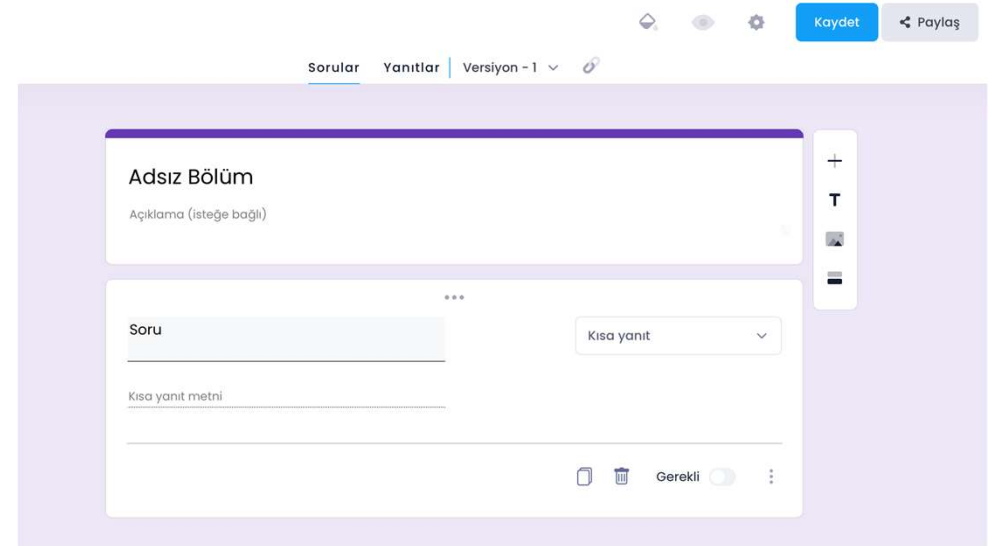 Kaydet
Paylaş
Sorular Yanıtlar Versiyon - 1
Adsız Bölüm
Açıklama (isteğe bağlı)
T
Soru
Kısa yanıt
Kısa yanıt metni
Gerekli